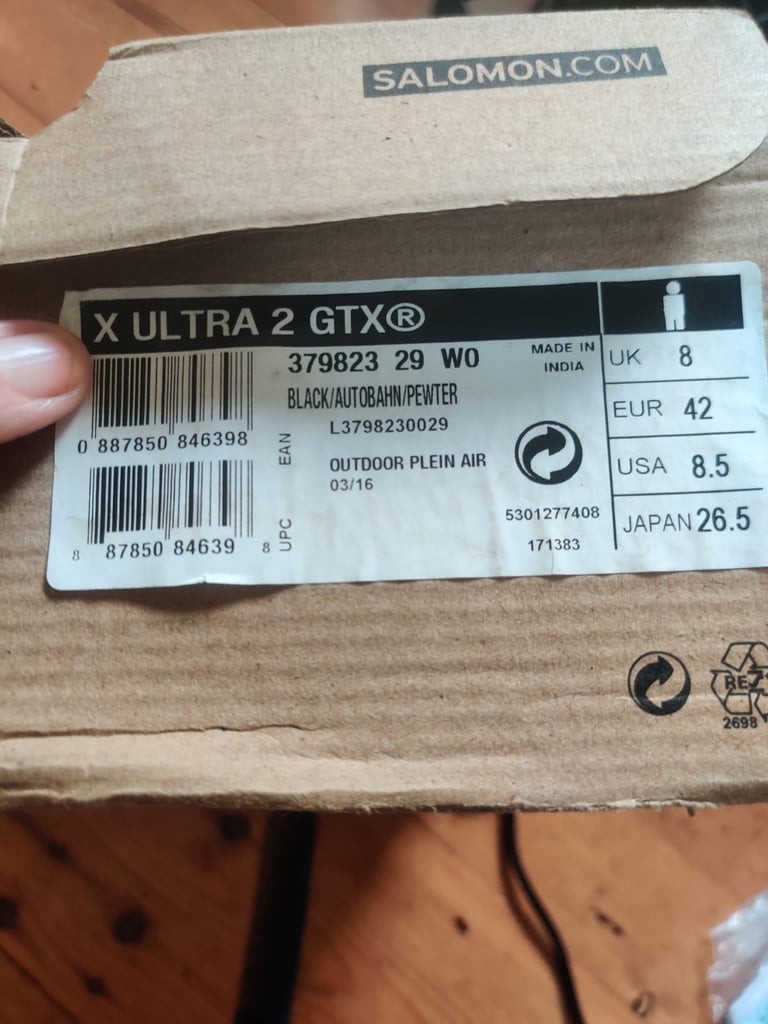 SALOMON.COM
X ULTRA 2 GTX®
379823 29 WO
MADE IN
INDIA
BLACK/AUTOBAHN/PEWTER
L3798230029
0 887850 846398
EAN
OUTDOOR PLEIN AIR
03/16
8 87850 84639 8
UPC
5301277408
171383
UK 8
EUR 42
USA 8.5
JAPAN 26.5
2698